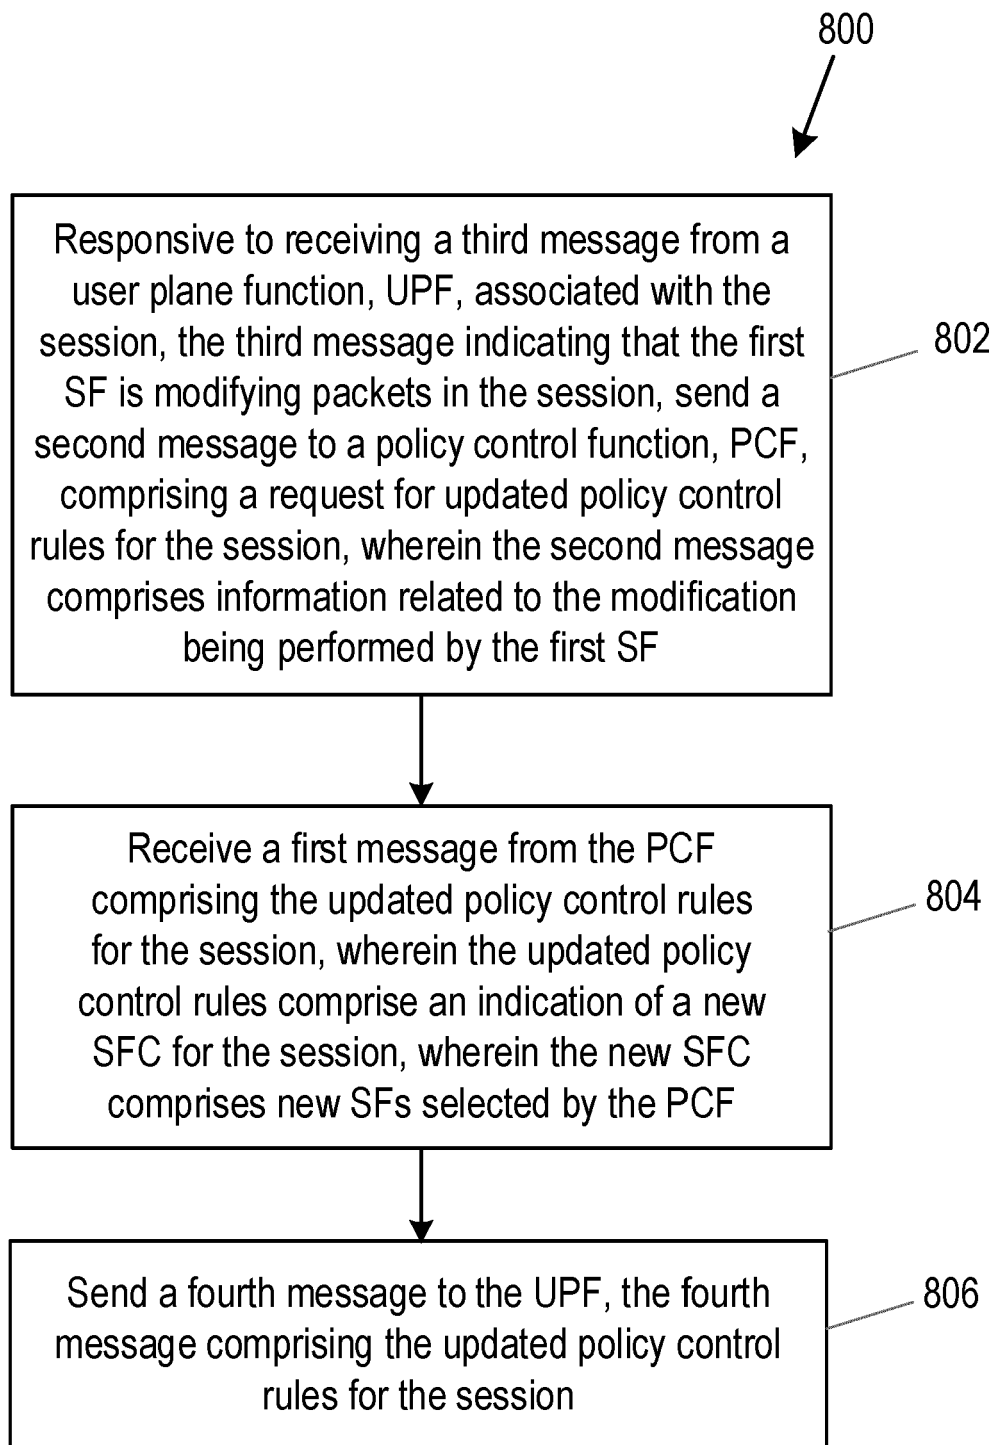 800
Responsive to receiving a third message from a
user plane function, UPF, associated with the
session, the third message indicating that the first
SF is modifying packets in the session, send a
second message to a policy control function, PCF,
comprising a request for updated policy control
rules for the session, wherein the second message
comprises information related to the modification
being performed by the first SF
802
Receive a first message from the PCF
comprising the updated policy control rules
for the session, wherein the updated policy
control rules comprise an indication of a new
SFC for the session, wherein the new SFC
comprises new SFs selected by the PCF
804
Send a fourth message to the UPF, the fourth
message comprising the updated policy control
rules for the session
806